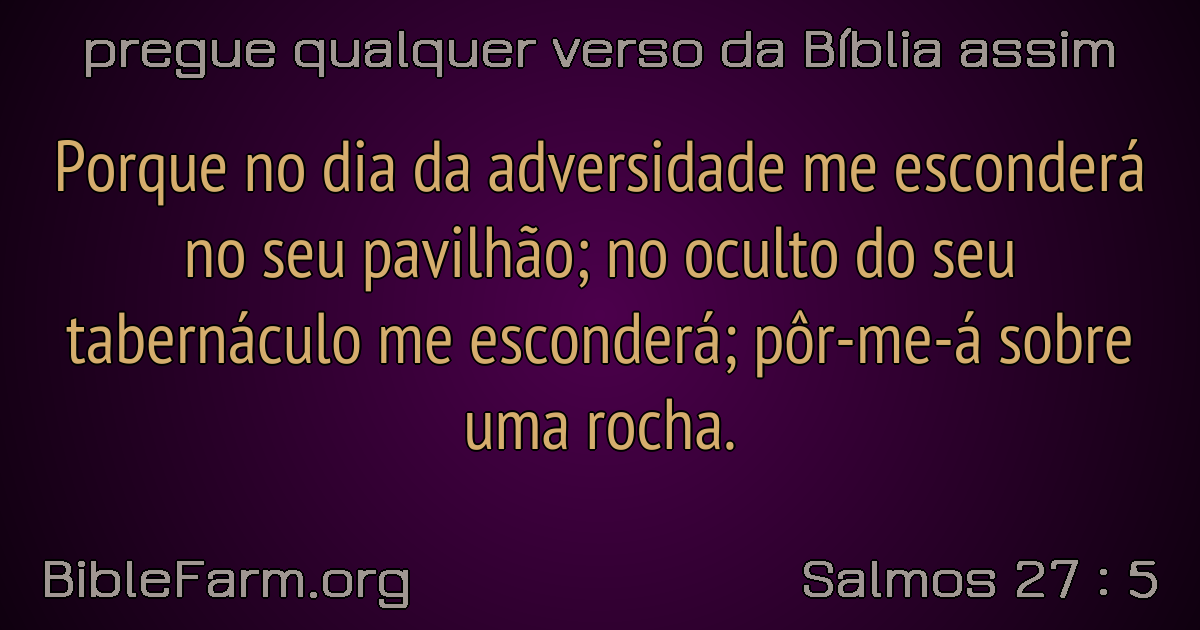 pregue qualquer verso da Bíblia assim
Porque no dia da adversidade me esconderá
no seu pavilhão; no oculto do seu
tabernáculo me esconderá; pôr-me-á sobre
uma rocha.
BibleFarm.org
Salmos 27 : 5